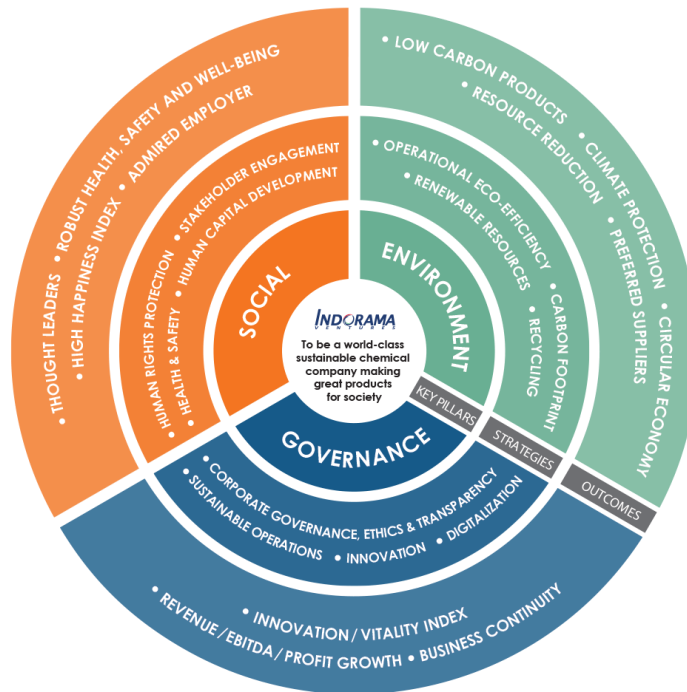 • ROBUST HEALTH, SAFETY AND WELL-BEING
• THOUGHT LEADERS
• ADMIRED EMPLOYER
• HIGH HAPPINESS INDEX
• STAKEHOLDER ENGAGEMENT
• HUMAN RIGHTS PROTECTION
• HUMAN CAPITAL DEVELOPMENT
• HEALTH & SAFETY
SOCIAL
• LOW CARBON PRODUCTS
• CLIMATE PROTECTION
• CIRCULAR ECONOMY
• RESOURCE REDUCTION
• PREFERRED SUPPLIERS
• OPERATIONAL ECO-EFFICIENCY
• CARBON FOOTPRINT
• RENEWABLE RESOURCES
• RECYCLING
ENVIRONMENT
INDORAMA
VENTURES
To be a world-class
sustainable chemical
company making
great products
for society
KEY PILLARS
STRATEGIES
OUTCOMES
GOVERNANCE
• CORPORATE GOVERNANCE, ETHICS & TRANSPARENCY
• SUSTAINABLE OPERATIONS • INNOVATION • DIGITALIZATION
• INNOVATION / VITALITY INDEX
• REVENUE / EBITDA / PROFIT GROWTH • BUSINESS CONTINUITY